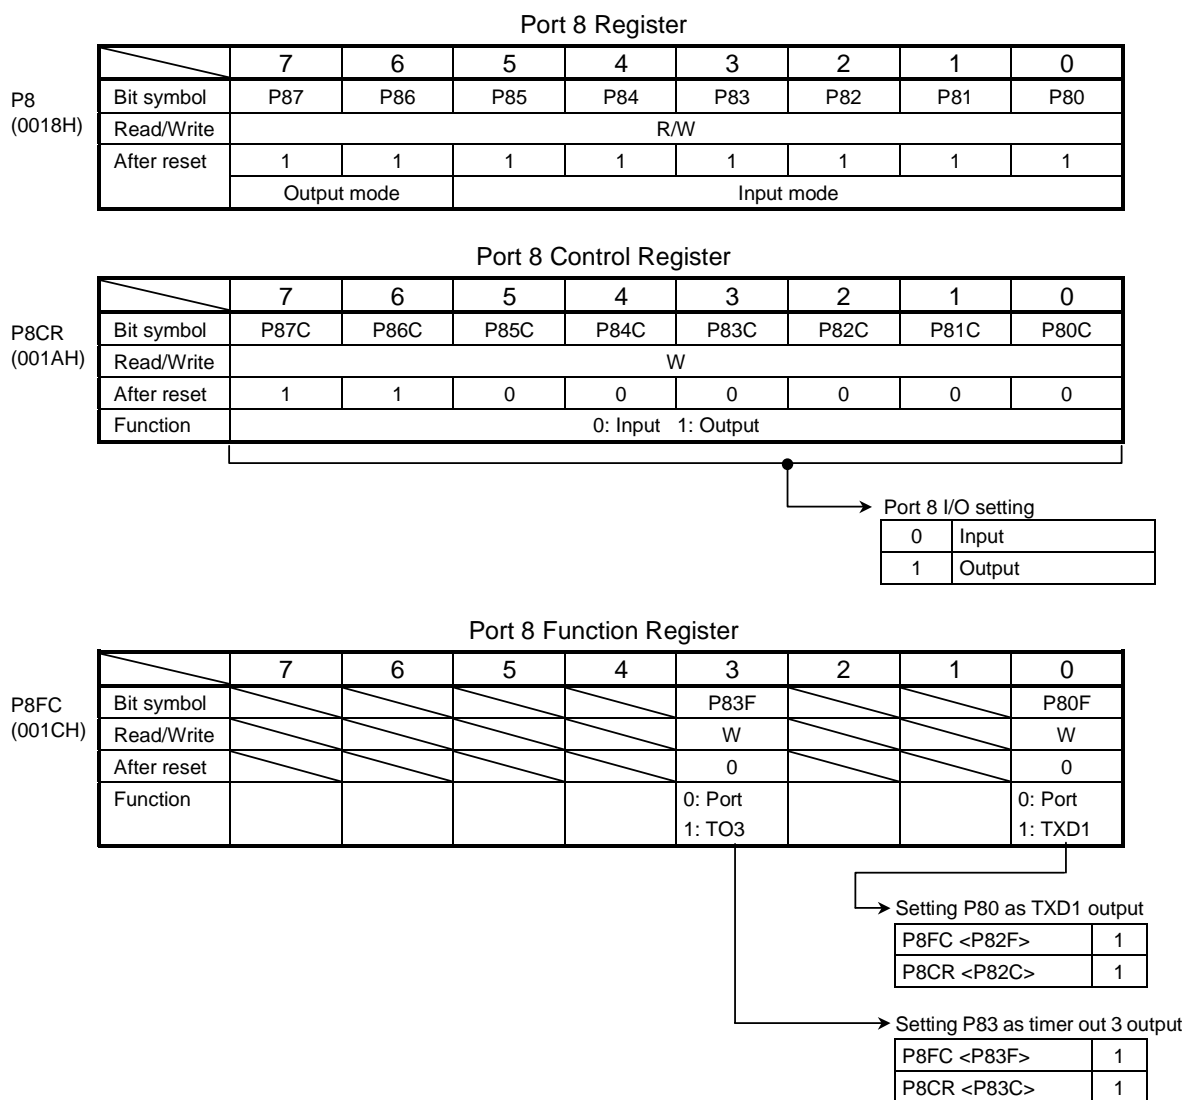 Port 8 Register
7 6 5 4 3 2 1 0
P8
(0018H)
Bit symbol P87 P86 P85 P84 P83 P82 P81 P80
Read/Write R/W
After reset 1 1 1 1 1 1 1 1
Output mode Input mode
Port 8 Control Register
7 6 5 4 3 2 1 0
P8CR
(001AH)
Bit symbol P87C P86C P85C P84C P83C P82C P81C P80C
Read/Write W
After reset 1 1 0 0 0 0 0 0
Function 0: Input 1: Output
Port 8 I/O setting
0 Input
1 Output
Port 8 Function Register
7 6 5 4 3 2 1 0
P8FC
(001CH)
Bit symbol P83F P80F
Read/Write W W
After reset 0 0
Function 0: Port 0: Port
1: TO3 1: TXD1
Setting P80 as TXD1 output
P8FC <P82F> 1
P8CR <P82C> 1
Setting P83 as timer out 3 output
P8FC <P83F> 1
P8CR <P83C> 1